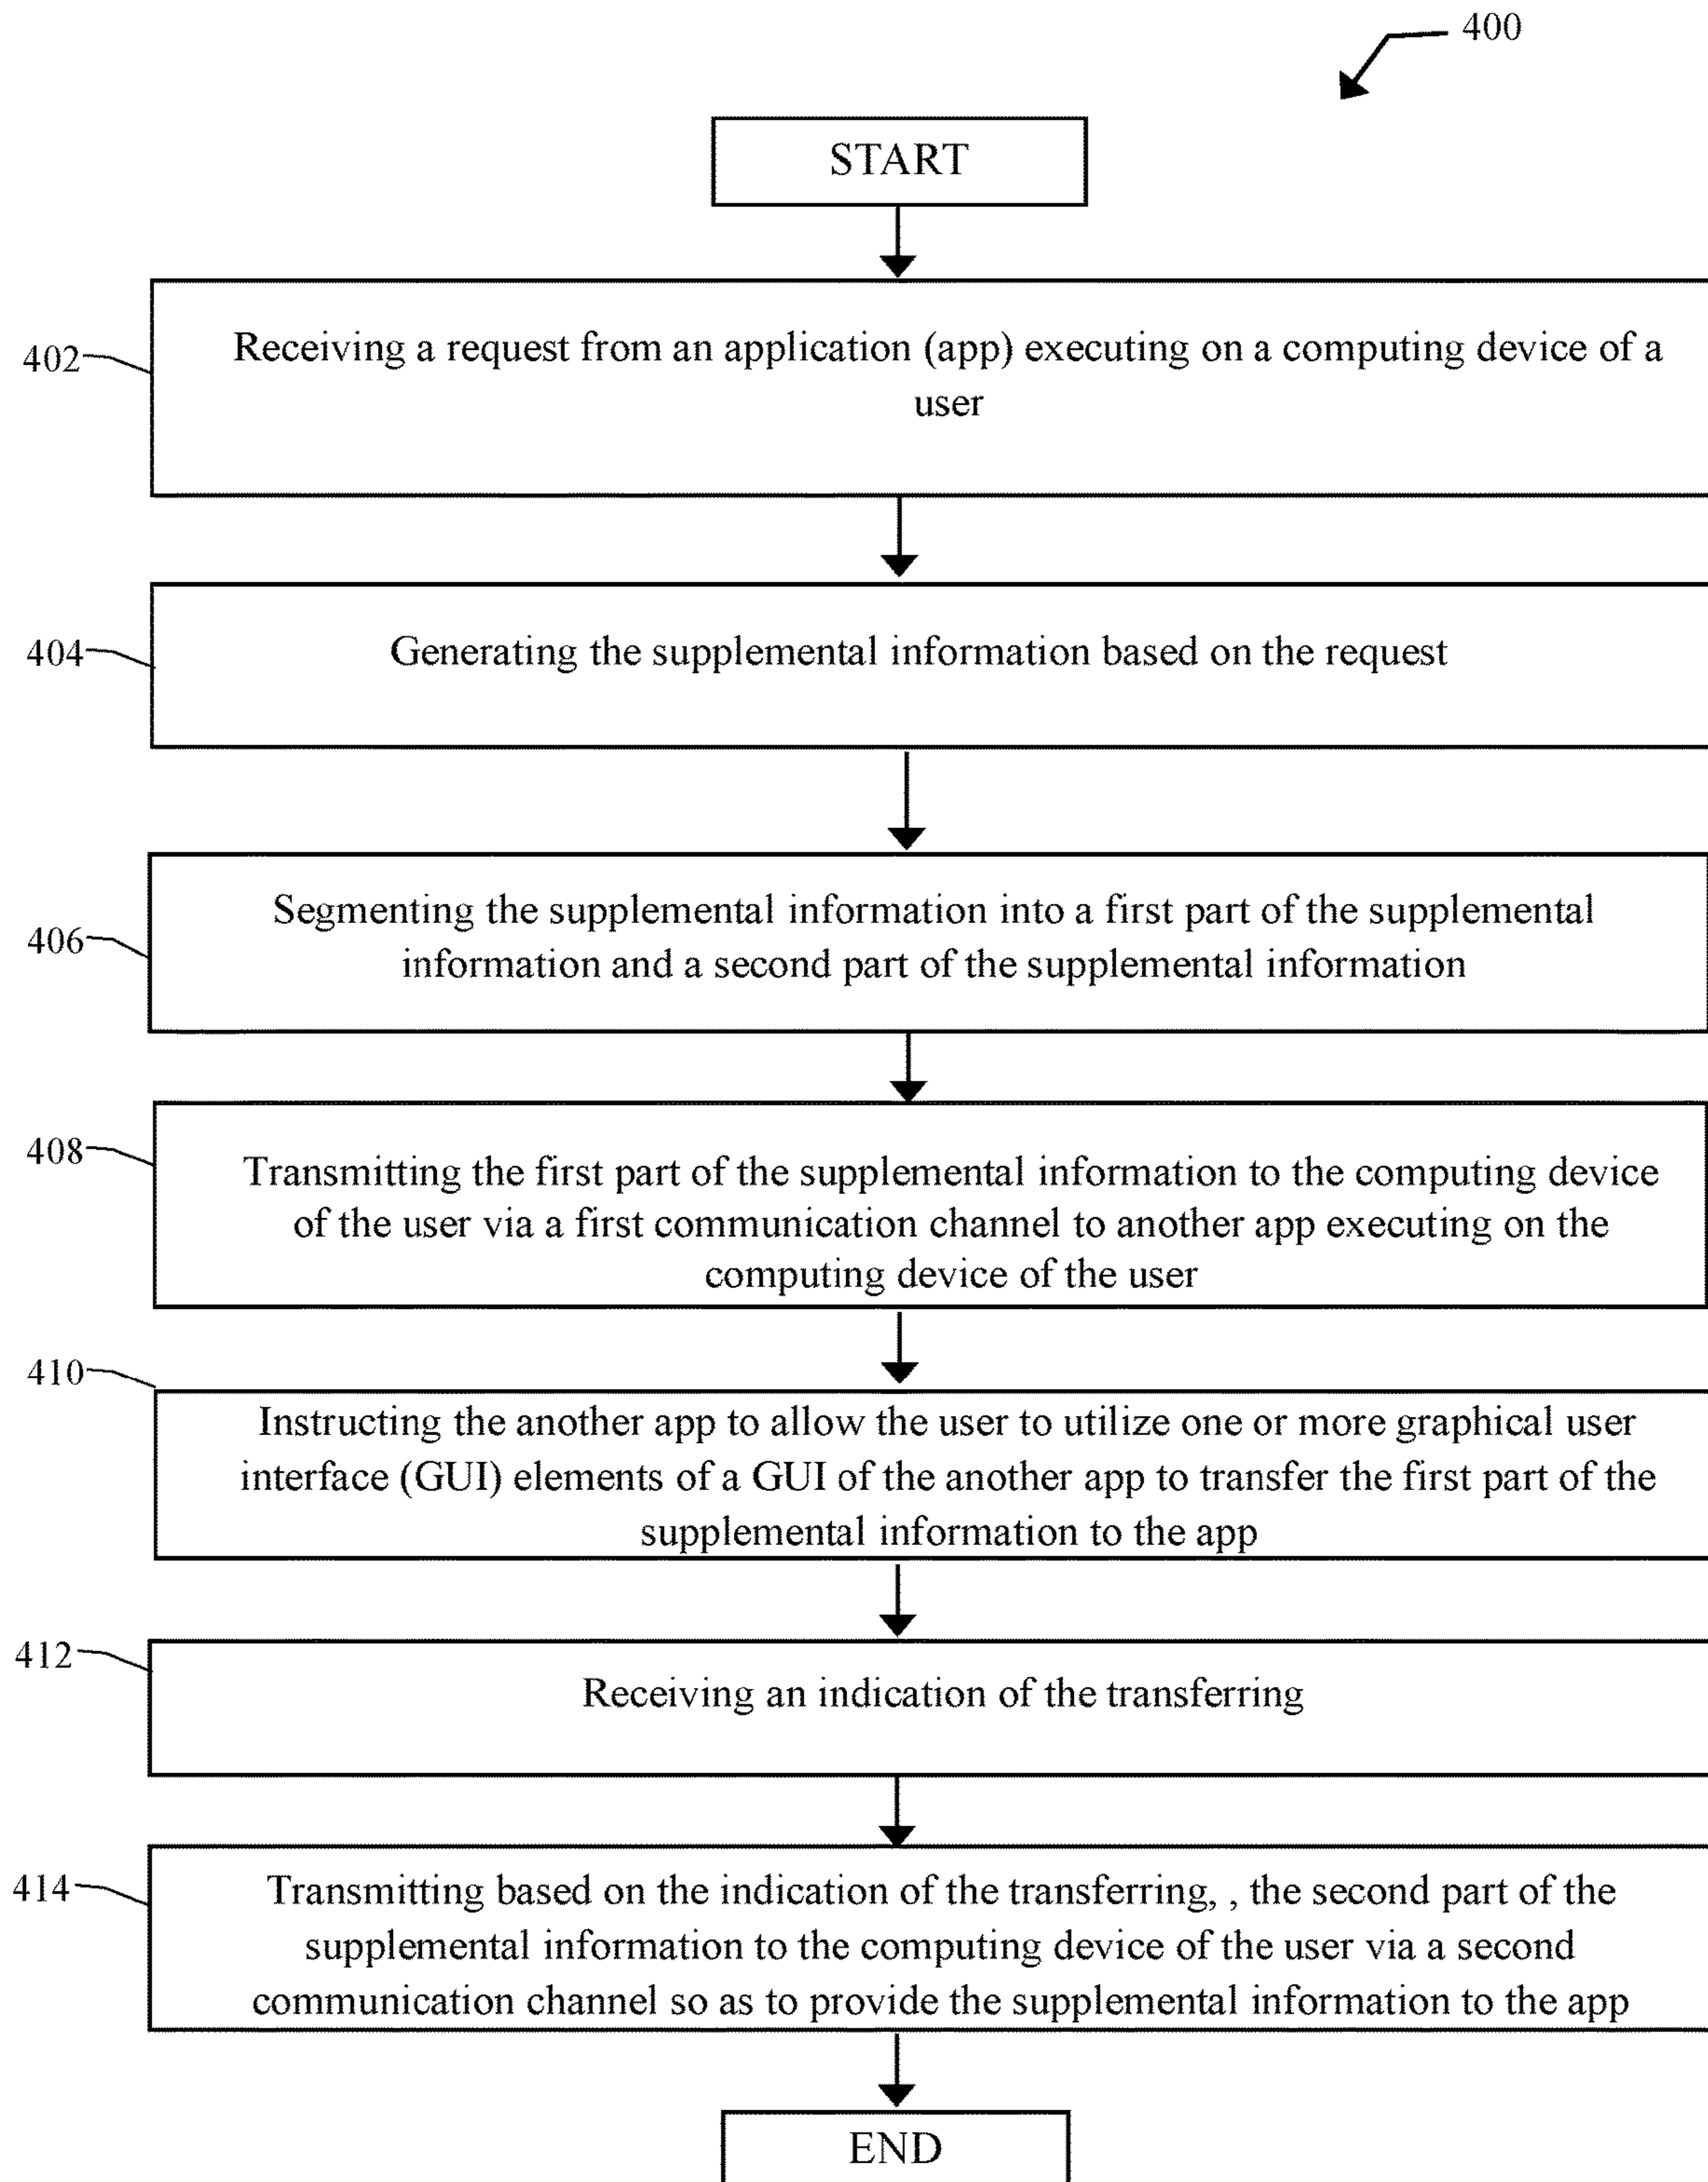 400
START
402
Receiving a request from an application (app) executing on a computing device of a
user
404
Generating the supplemental information based on the request
406
Segmenting the supplemental information into a first part of the supplemental
information and a second part of the supplemental information
408
Transmitting the first part of the supplemental information to the computing device
of the user via a first communication channel to another app executing on the
computing device of the user
410
Instructing the another app to allow the user to utilize one or more graphical user
interface (GUI) elements of a GUI of the another app to transfer the first part of the
supplemental information to the app
412
Receiving an indication of the transferring
414
Transmitting based on the indication of the transferring, , the second part of the
supplemental information to the computing device of the user via a second
communication channel so as to provide the supplemental information to the app
END